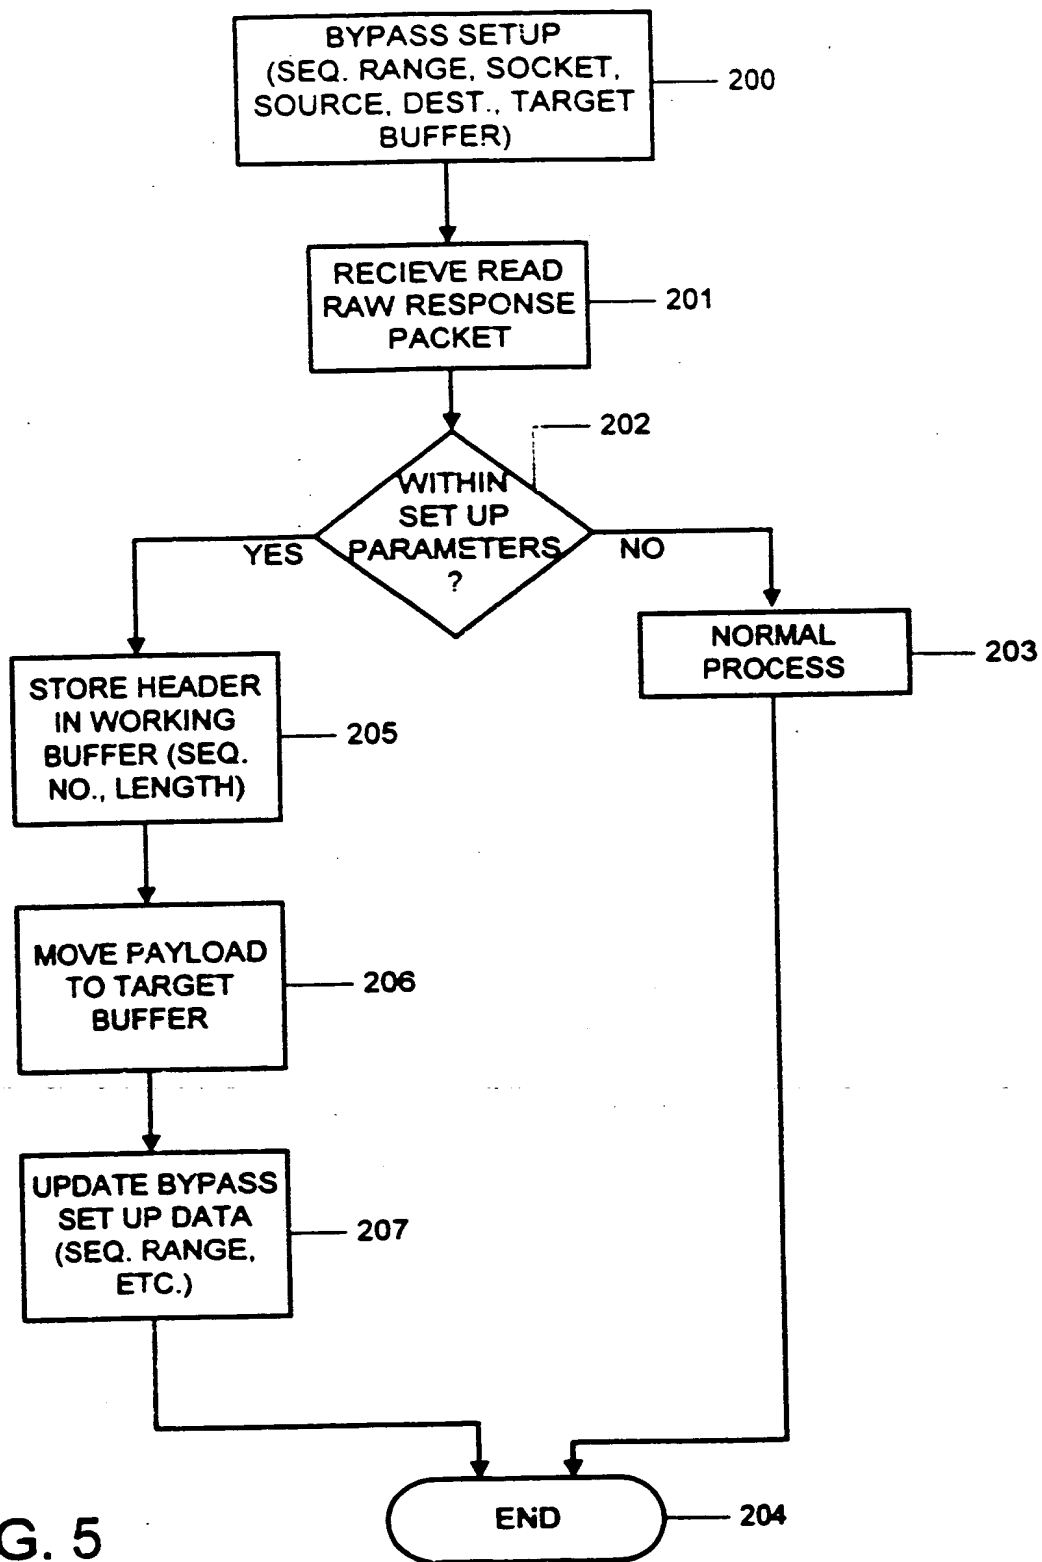 BYPASS SETUP
(SEQ. RANGE, SOCKET,
SOURCE, DEST., TARGET
BUFFER)
200
RECIEVE READ
RAW RESPONSE
PACKET
201
202
WITHIN
SET UP
PARAMETERS
?
YES
NO
NORMAL
PROCESS
203
STORE HEADER
IN WORKING
BUFFER (SEQ.
NO., LENGTH)
205
MOVE PAYLOAD
TO TARGET
BUFFER
206
UPDATE BYPASS
SET UP DATA
(SEQ. RANGE,
ETC.)
207
END
204
G. 5